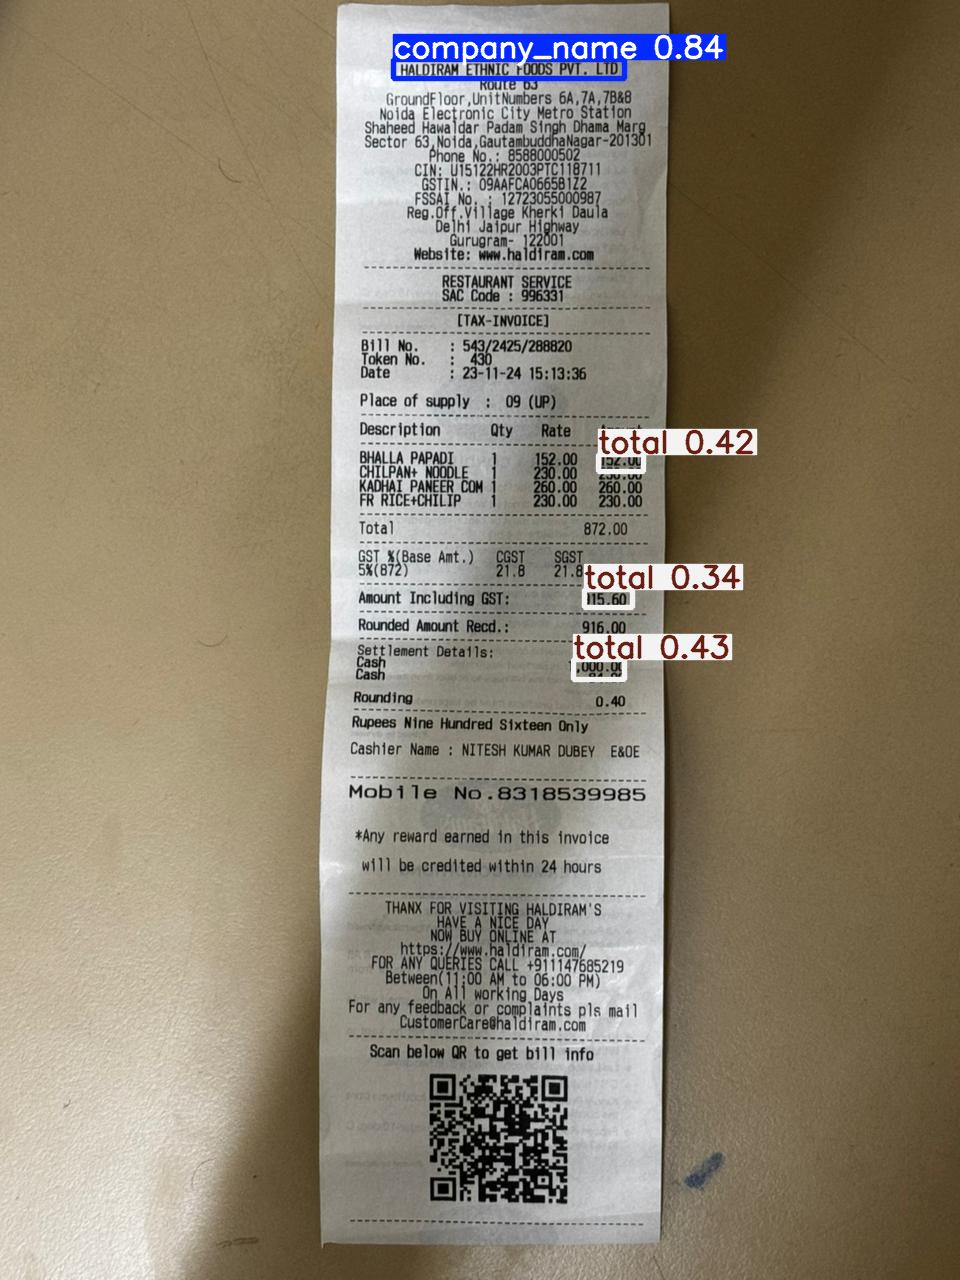 company_name 0.84
HALDIRAM ETHNIC FOODS PVT. LTD
Route 63
GroundFloor,UnitNumbers 6A,7A,7B&8
Noida Electronic City Metro Station
Shaheed Hawaldar Padam Singh Dhama Marg
Sector 63,Noida,GautambuddhaNagar-201301
Phone No.: 8588000502
CIN: U15122HR2003PTC118711
GSTIN.: 09AAFCA0665B1Z2
FSSAI No. : 12723055000987
Reg.Off.Village Kherki Daula
Delhi Jaipur Highway
Gurugram- 122001
Website: www.haldiram.com
RESTAURANT SERVICE
SAC Code : 996331
[TAX-INVOICE]
Bill No. : 543/2425/288820
Token No. : 430
Date : 23-11-24 15:13:36
Place of supply : 09 (UP)
Description Qty Rate
total 0.42
BHALLA PAPADI 1 152.00 152.00
CHILPAN+ NOODLE 1 230.00
KADHAI PANEER COM 1 260.00 260.00
FR RICE+CHILIP 1 230.00 230.00
Total 872.00
GST %(Base Amt.) CGST SGST
5%(872) 21.8 21.8
total 0.34
Amount Including GST: 15.60
Rounded Amount Recd.: 916.00
total 0.43
Settlement Details:
Cash ,000.00
Cash
Rounding 0.40
Rupees Nine Hundred Sixteen Only
Cashier Name : NITESH KUMAR DUBEY E&OE
Mobile No.8318539985
*Any reward earned in this invoice
will be credited within 24 hours
THANX FOR VISITING HALDIRAM'S
HAVE A NICE DAY
NOW BUY ONLINE AT
https://www.haldiram.com/
FOR ANY QUERIES CALL +911147685219
Between(11:00 AM to 06:00 PM)
On All working Days
For any feedback or complaints pls mail
CustomerCare@haldiram.com
Scan below QR to get bill info